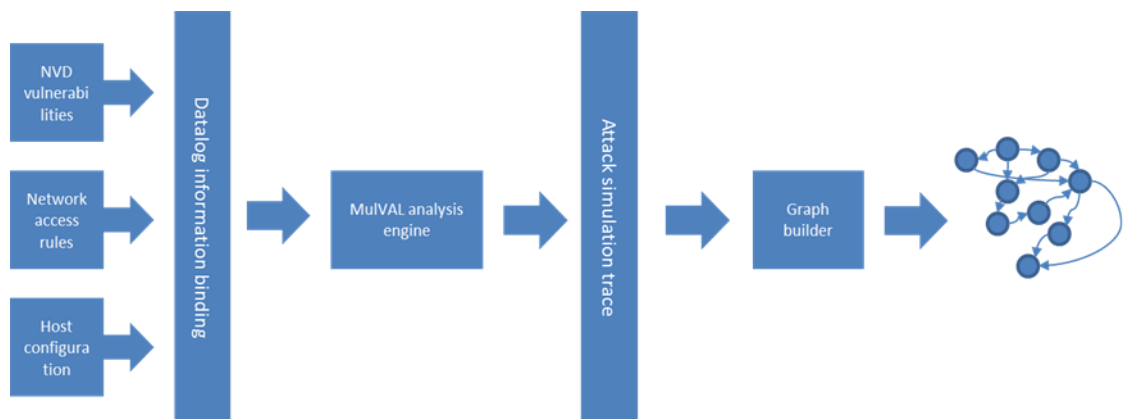 NVD
vulnerabi
lities
Network
access
rules
Host
configura
tion
Datalog information binding
MulVAL analysis
engine
Attack simulation trace
Graph
builder